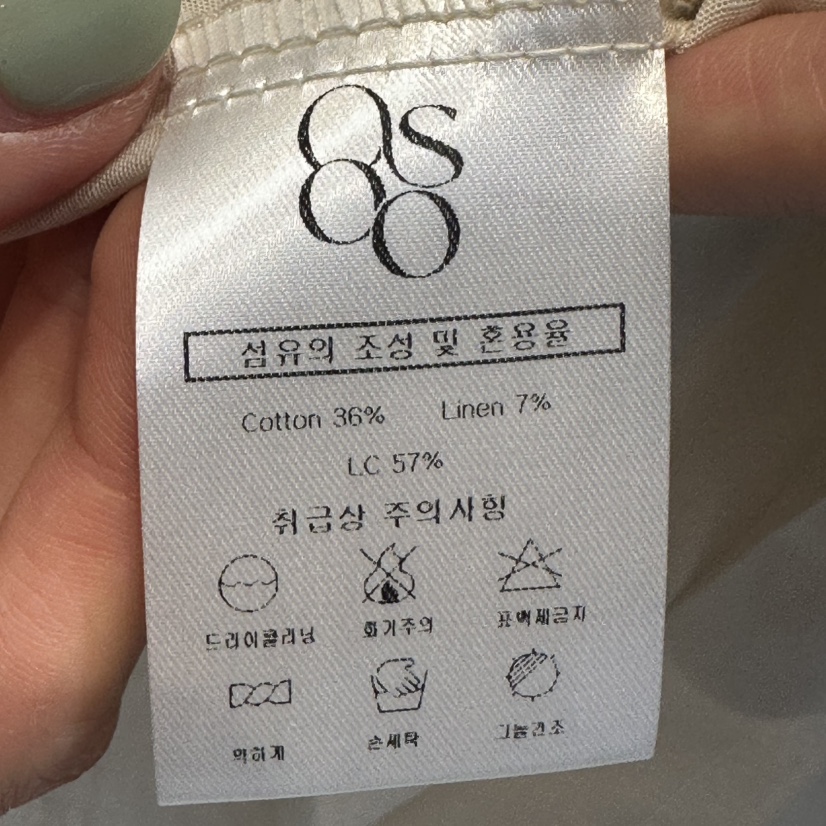 섬유의 조성 및 혼용율
Cotton 36% Linen 7%
LC 57%
취급상 주의사항
드라이클리닝 화기주의 표백제금지
약하게 손세탁 그늘건조